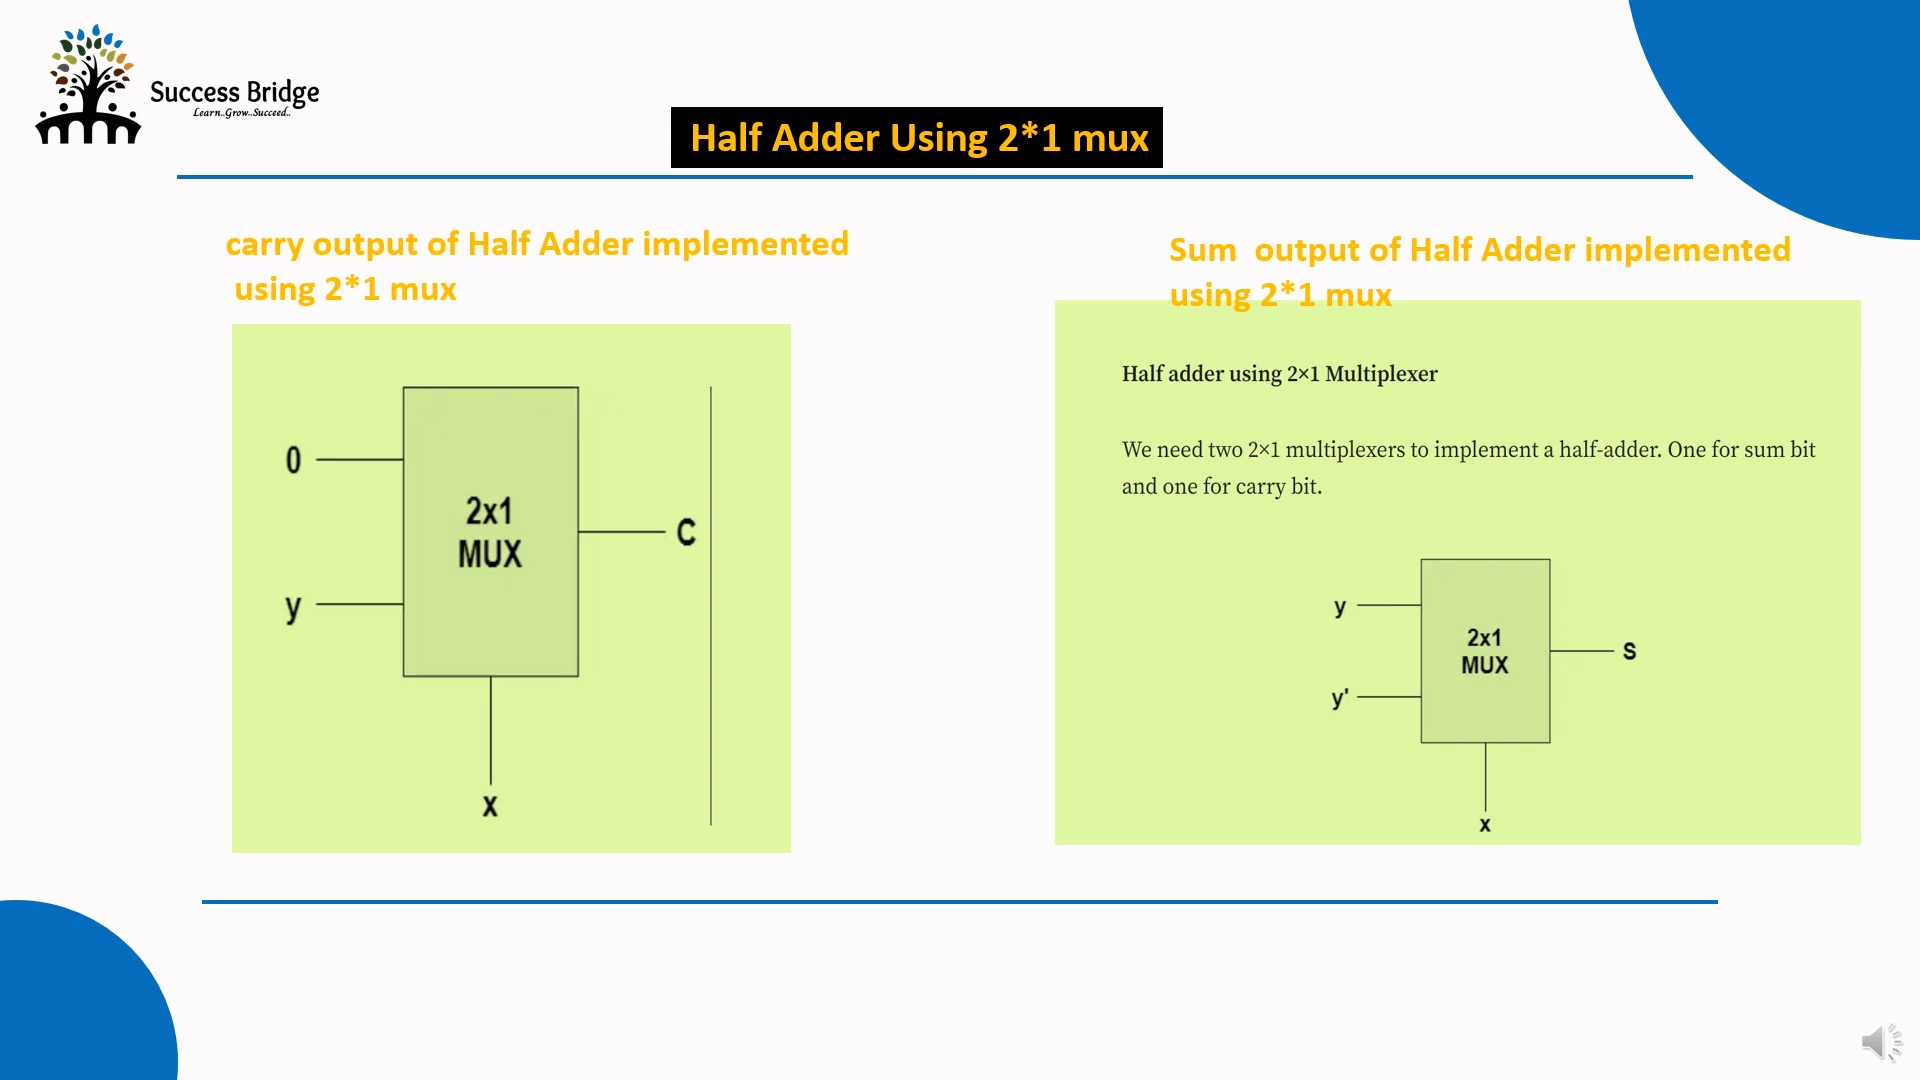 Success Bridge
Learn..Grow..Succeed..
Half Adder Using 2*1 mux
carry output of Half Adder implemented
using 2*1 mux
0
y
2x1
MUX
C
x
Sum output of Half Adder implemented
using 2*1 mux
Half adder using 2×1 Multiplexer
We need two 2×1 multiplexers to implement a half-adder. One for sum bit
and one for carry bit.
y
y'
2x1
MUX
S
x